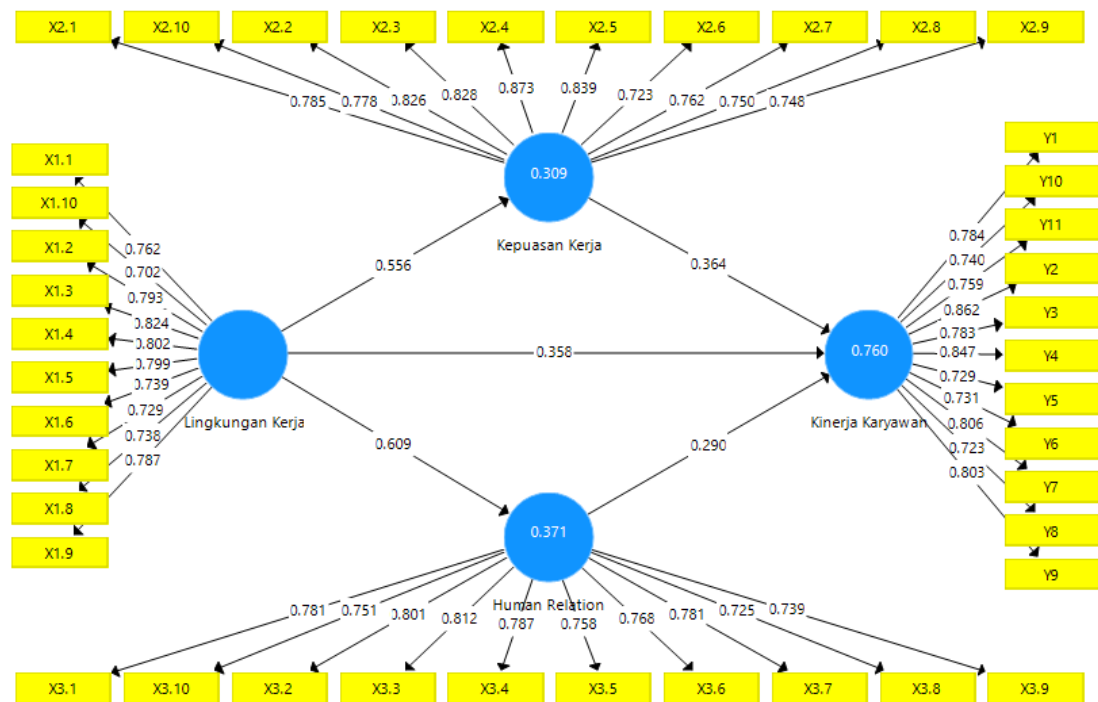 X2.1 X2.10 X2.2 X2.3 X2.4 X2.5 X2.6 X2.7 X2.8 X2.9
0.785 0.778 0.826 0.828 0.873 0.839 0.723 0.762 0.750 0.748
0.309
Kepuasan Kerja
X1.1
X1.10
X1.2
X1.3
X1.4
X1.5
X1.6
X1.7
X1.8
X1.9
0.762
0.702
0.793
0.824
0.802
0.799
0.739
0.729
0.738
0.787
Lingkungan Kerja
0.556
0.364
0.358
0.609
0.290
0.760
Kinerja Karyawan
0.784
0.740
0.759
0.862
0.783
0.847
0.729
0.731
0.806
0.723
0.803
Y1
Y10
Y11
Y2
Y3
Y4
Y5
Y6
Y7
Y8
Y9
0.371
Human Relation
0.781 0.751 0.801 0.812 0.787 0.758 0.768 0.781 0.725 0.739
X3.1 X3.10 X3.2 X3.3 X3.4 X3.5 X3.6 X3.7 X3.8 X3.9